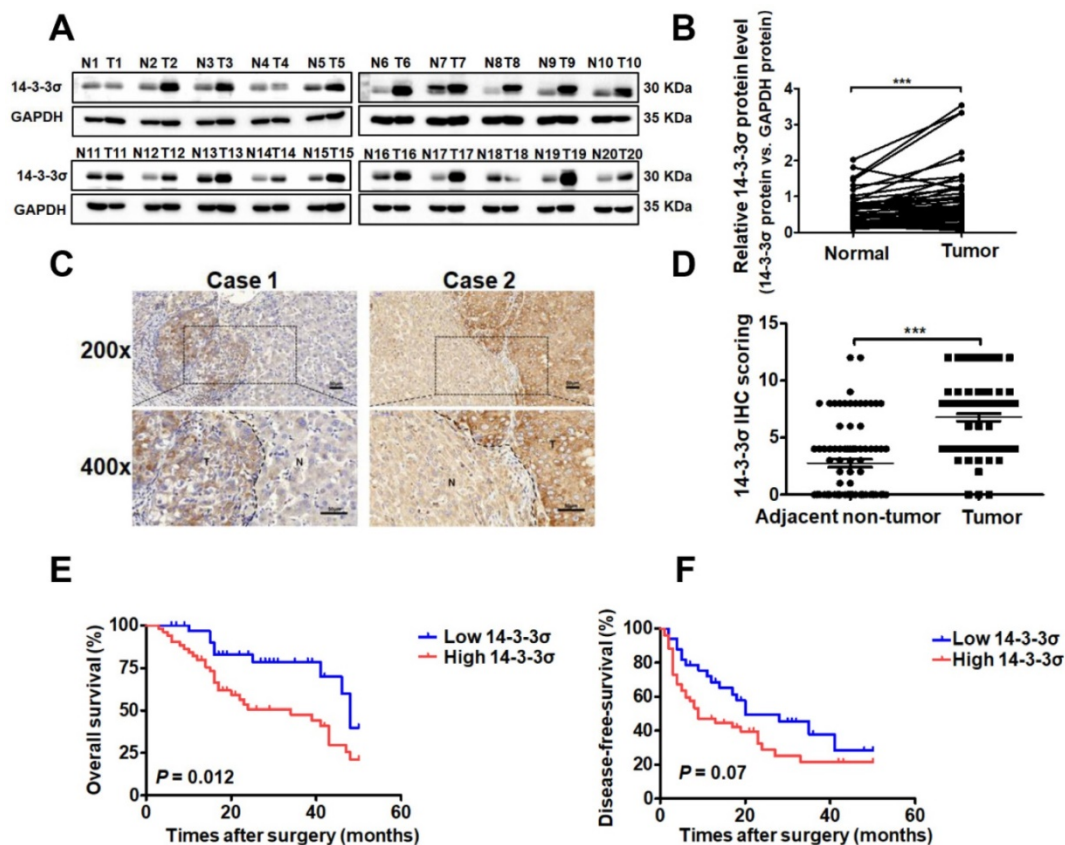 A
N1 T1 N2 T2 N3 T3 N4 T4 N5 T5
N6 T6 N7 T7 N8 T8 N9 T9 N10 T10
14-3-3σ
30 KDa
GAPDH
35 KDa
N11 T11 N12 T12 N13 T13 N14 T14 N15 T15
N16 T16 N17 T17 N18 T18 N19 T19 N20 T20
14-3-3σ
30 KDa
GAPDH
35 KDa
B
Relative 14-3-3σ protein level
(14-3-3σ protein vs. GAPDH protein)
***
4
3
2
1
0
Normal Tumor
C
Case 1 Case 2
200x
400x
T
N
N
T
D
14-3-3σ IHC scoring
***
15
10
5
0
Adjacent non-tumor Tumor
E
Overall survival (%)
100
75
50
25
0
Low 14-3-3σ
High 14-3-3σ
P = 0.012
0 20 40 60
Times after surgery (months)
F
Disease-free-survival (%)
100
80
60
40
20
0
Low 14-3-3σ
High 14-3-3σ
P = 0.07
0 20 40 60
Times after surgery (months)